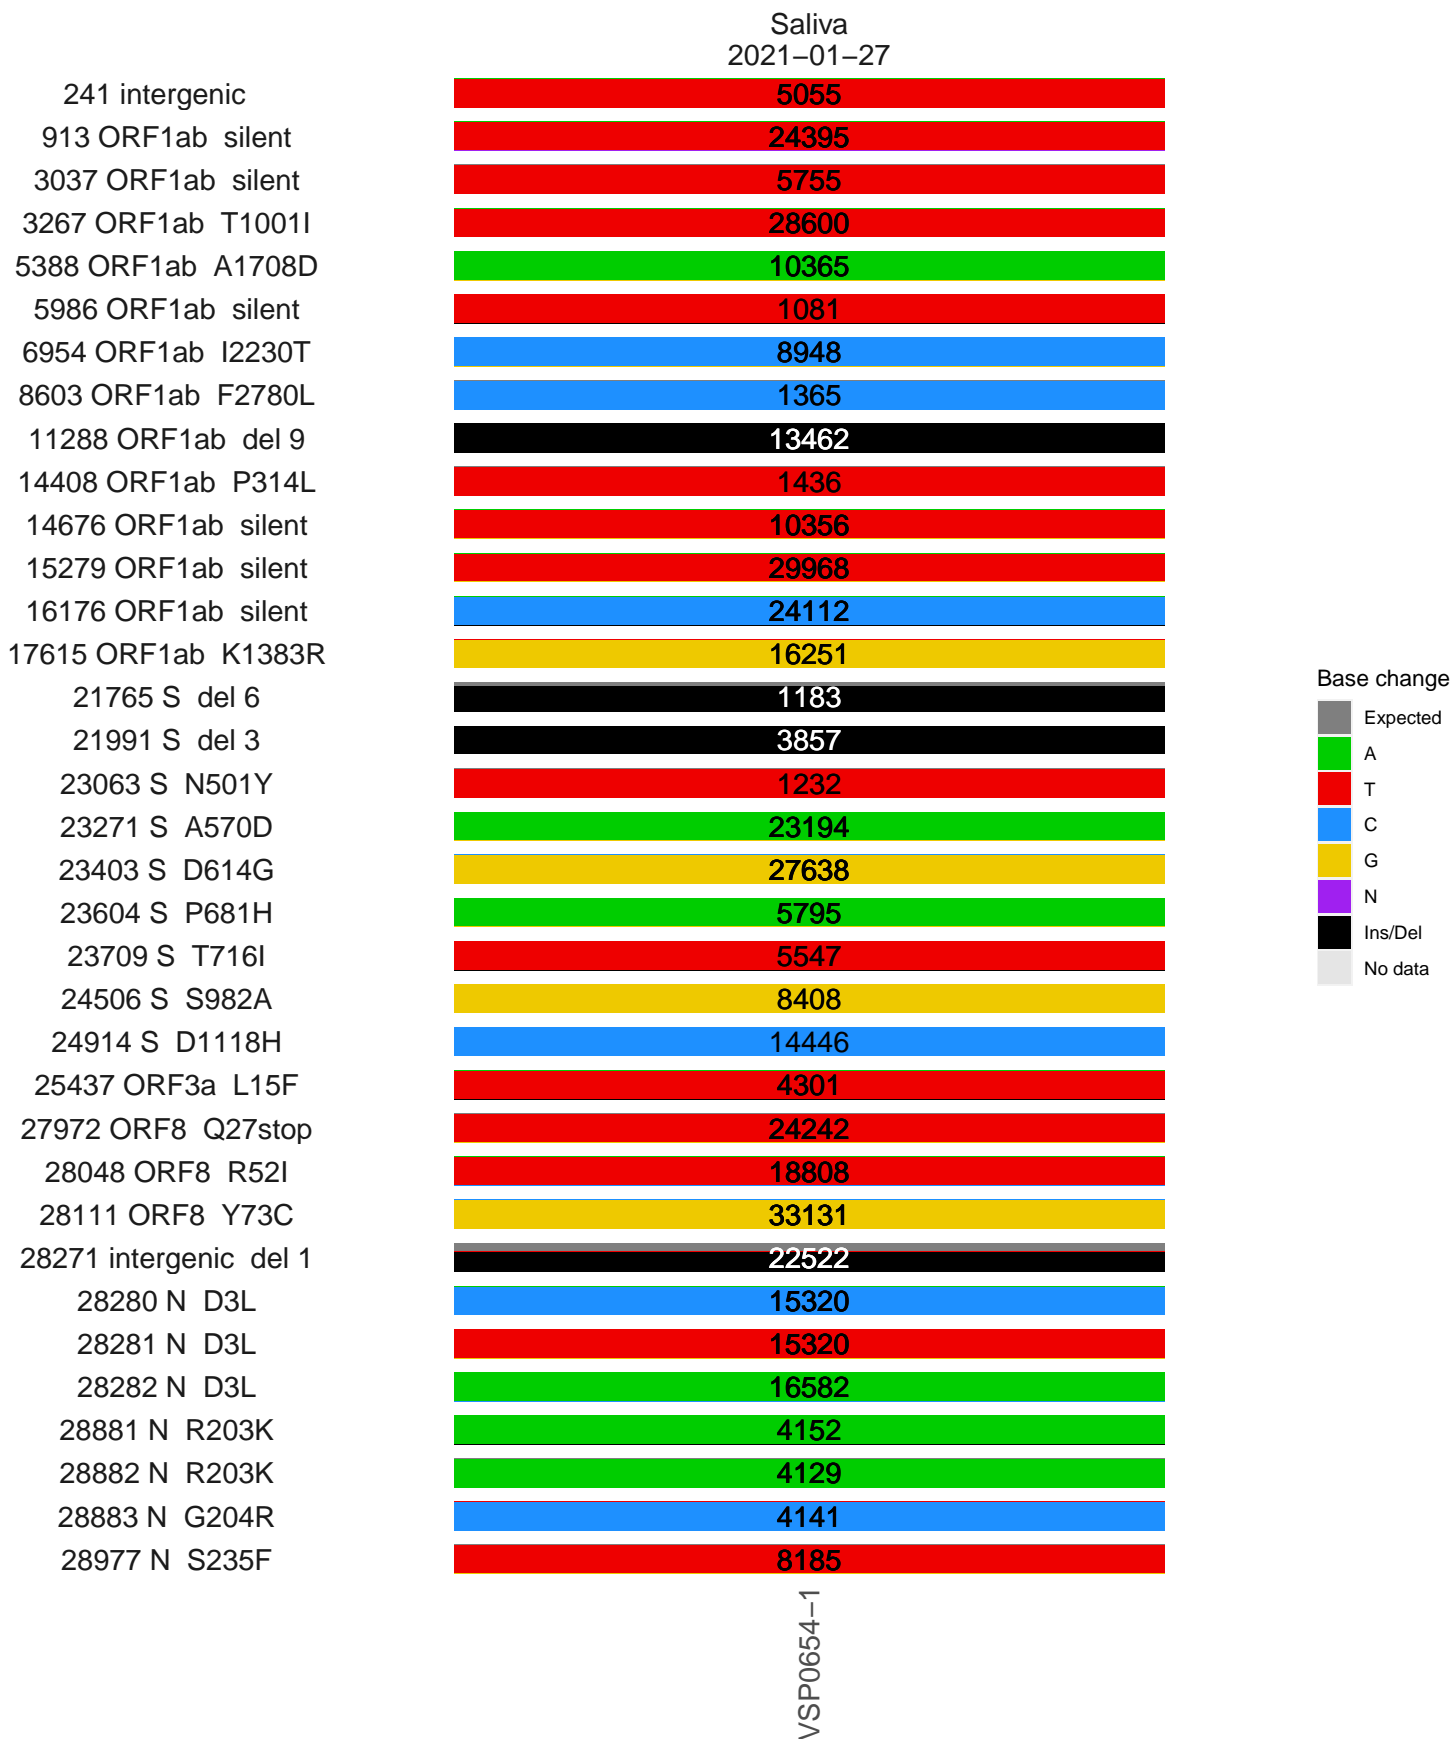 Saliva
2021−01−27
241 intergenic 5055
913 ORF1ab silent 24395
3037 ORF1ab silent 5755
3267 ORF1ab T1001I 28600
5388 ORF1ab A1708D 10365
5986 ORF1ab silent 1081
6954 ORF1ab I2230T 8948
8603 ORF1ab F2780L 1365
11288 ORF1ab del 9 13462
14408 ORF1ab P314L 1436
14676 ORF1ab silent 10356
15279 ORF1ab silent 29968
16176 ORF1ab silent 24112
17615 ORF1ab K1383R 16251
21765 S del 6 1183
21991 S del 3 3857
23063 S N501Y 1232
23271 S A570D 23194
23403 S D614G 27638
23604 S P681H 5795
23709 S T716I 5547
24506 S S982A 8408
24914 S D1118H 14446
25437 ORF3a L15F 4301
27972 ORF8 Q27stop 24242
28048 ORF8 R52I 18808
28111 ORF8 Y73C 33131
28271 intergenic del 1 22522
28280 N D3L 15320
28281 N D3L 15320
28282 N D3L 16582
28881 N R203K 4152
28882 N R203K 4129
28883 N G204R 4141
28977 N S235F 8185
VSP0654−1
Base change
Expected
A
T
C
G
N
Ins/Del
No data